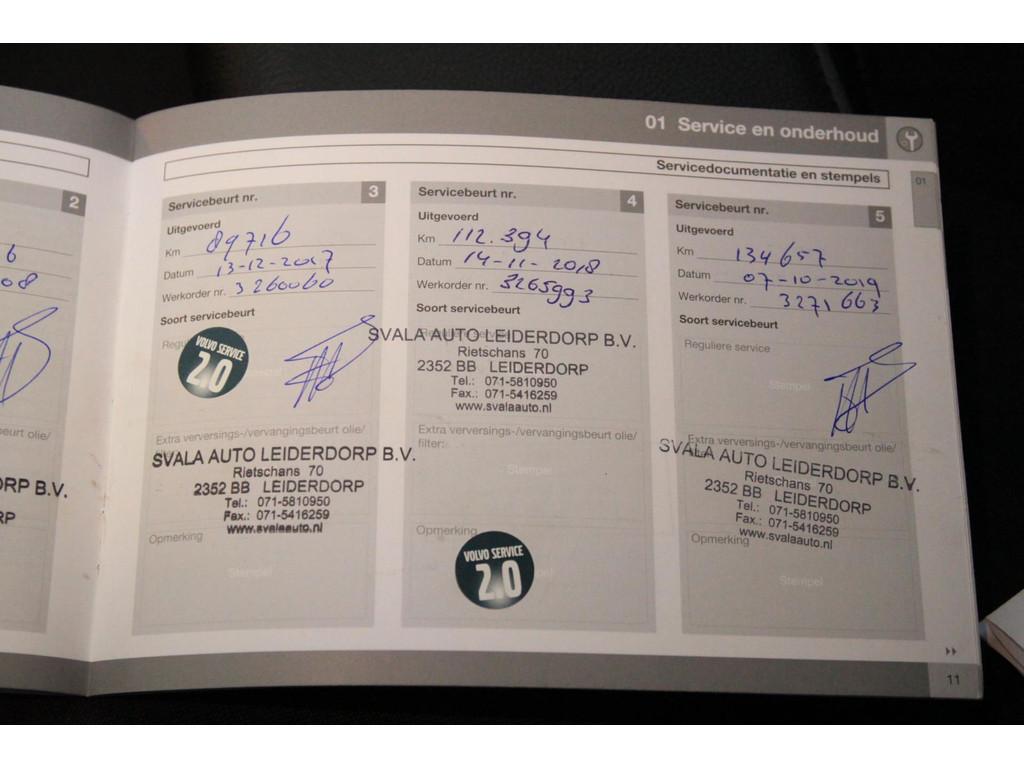 01 Service en onderhoud
Servicedocumentatie en stempels
01
2
6
08
eurt olie/
ORP B.V.
RP
Servicebeurt nr. 3
Uitgevoerd
Km 89716
Datum 13-12-2017
Werkorder nr. 3260060
Soort servicebeurt
Regu
VOLVO SERVICE
2.0
Extra verversings-/vervangingsbeurt olie/
SVALA AUTO LEIDERDORP B.V.
Rietschans 70
2352 BB LEIDERDORP
Tel.: 071-5810950
Fax.: 071-5416259
www.svalaauto.nl
Opmerking
Stempel
Servicebeurt nr. 4
Uitgevoerd
Km 112.394
Datum 14-11-2018
Werkorder nr. 3265993
Soort servicebeurt
SVALA AUTO LEIDERDORP B.V.
Rietschans 70
2352 BB LEIDERDORP
Tel.: 071-5810950
Fax.: 071-5416259
www.svalaauto.nl
Extra verversings-/vervangingsbeurt olie/
filter:
Stempel
Opmerking
VOLVO SERVICE
2.0
Servicebeurt nr. 5
Uitgevoerd
Km 134657
Datum 07-10-2019
Werkorder nr. 3271663
Soort servicebeurt
Reguliere service
Stempel
Extra verversings-/vervangingsbeurt olie/
SVALA AUTO LEIDERDORP B.V.
Rietschans 70
2352 BB LEIDERDORP
Tel.: 071-5810950
Fax.: 071-5416259
www.svalaauto.nl
Opmerking
Stempel
11